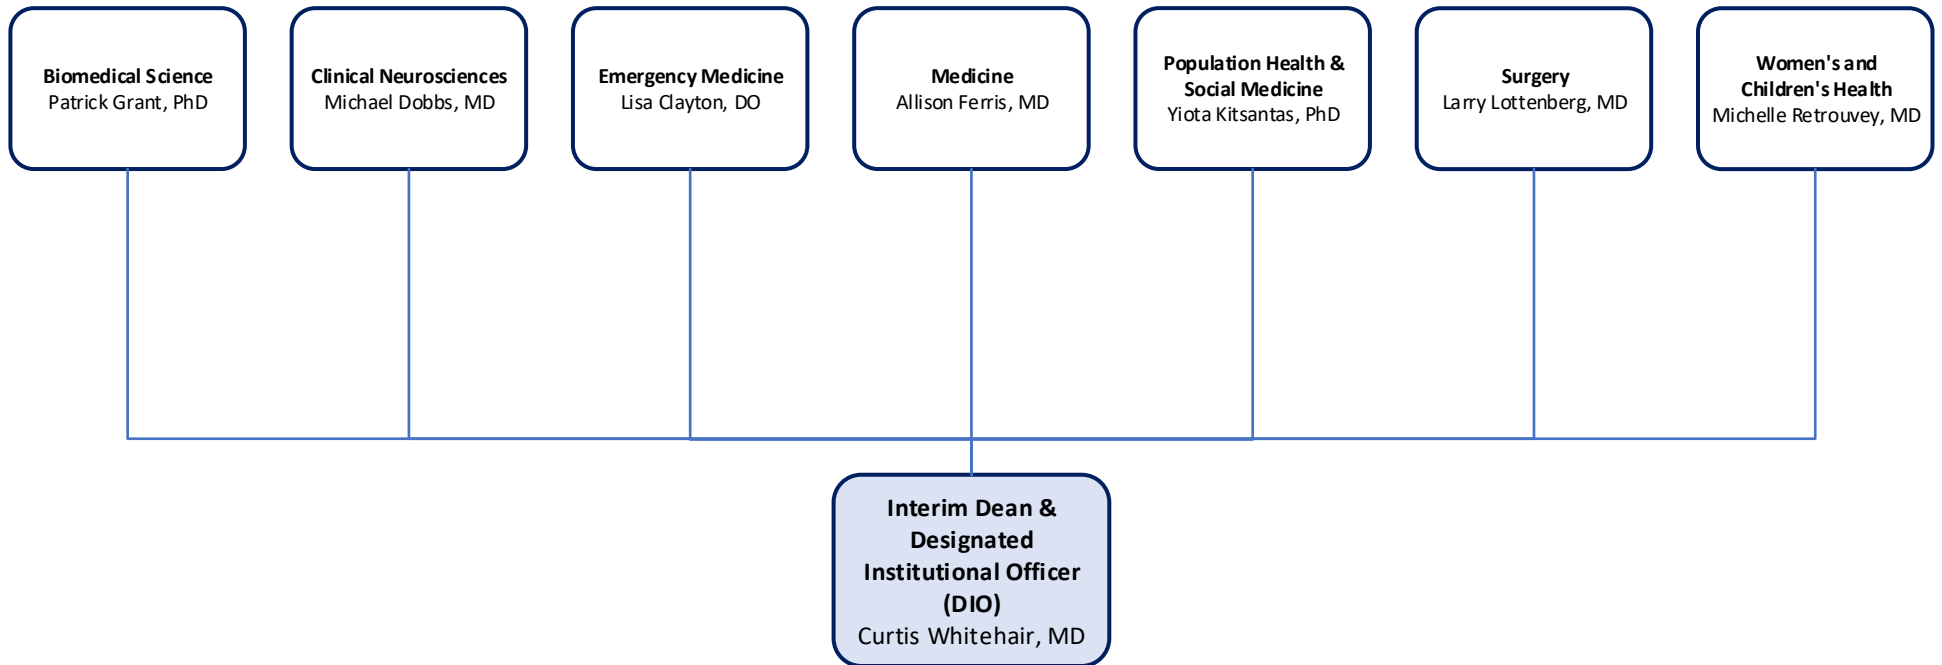 Biomedical Science
Patrick Grant, PhD
Clinical Neurosciences
Michael Dobbs, MD
Emergency Medicine
Lisa Clayton, DO
Medicine
Allison Ferris, MD
Population Health &
Social Medicine
Yiota Kitsantas, PhD
Surgery
Larry Lottenberg, MD
Women's and
Children's Health
Michelle Retrouvey, MD
Interim Dean &
Designated
Institutional Officer
(DIO)
Curtis Whitehair, MD